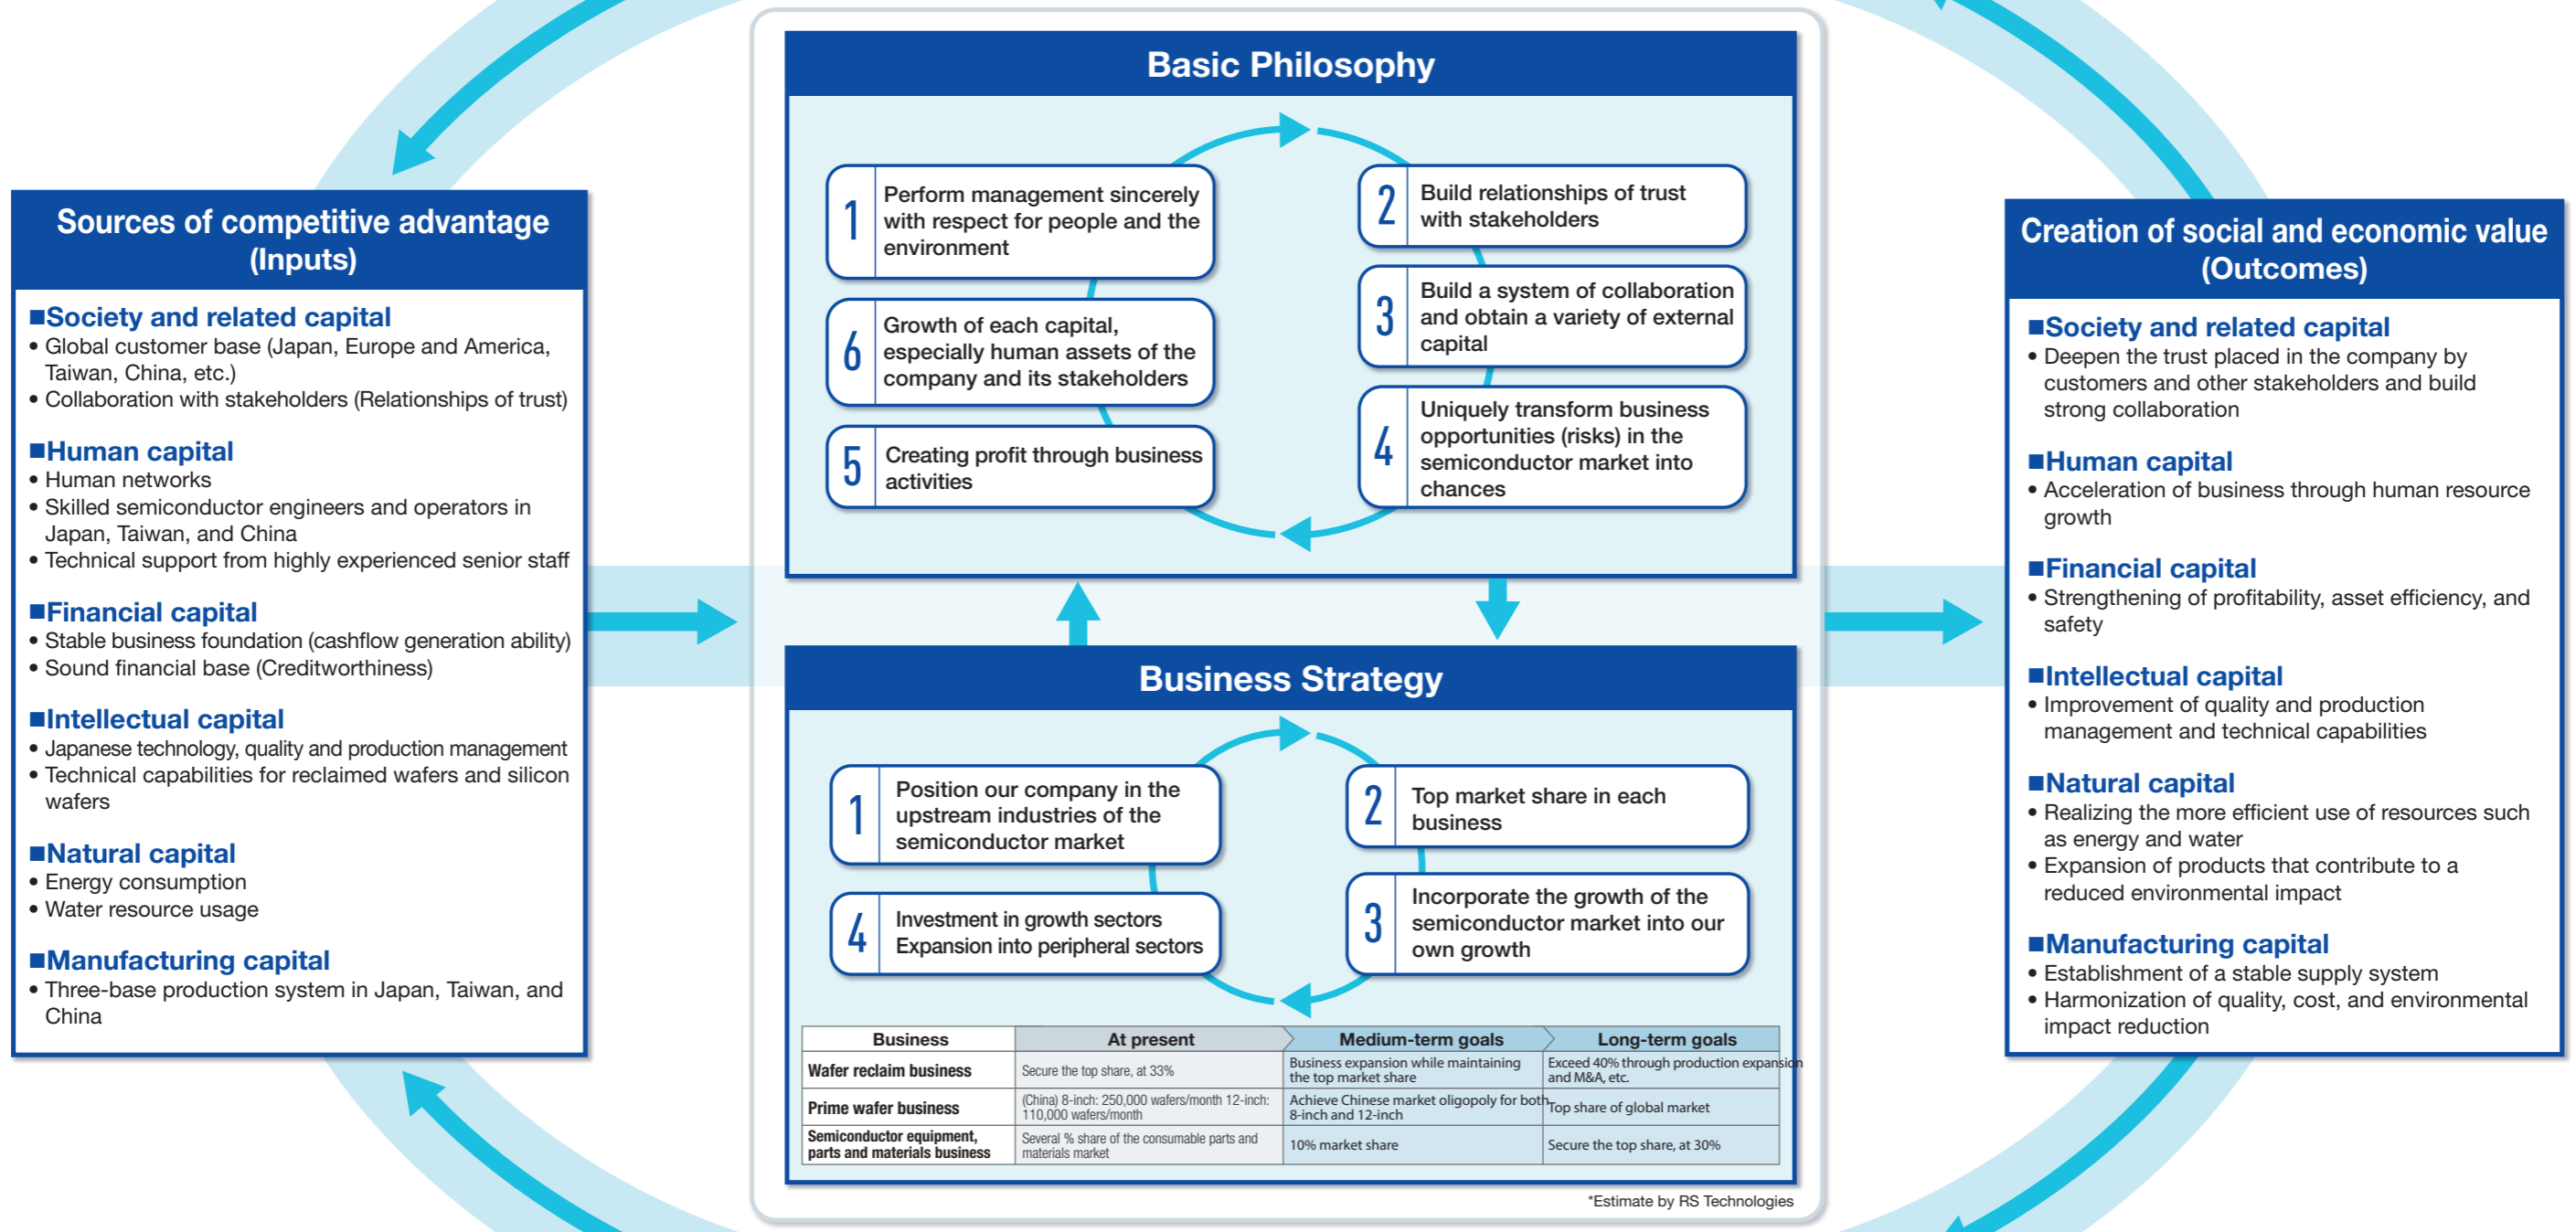 Sources of competitive advantage
(Inputs)
■Society and related capital
• Global customer base (Japan, Europe and America,
Taiwan, China, etc.)
• Collaboration with stakeholders (Relationships of trust)
■Human capital
• Human networks
• Skilled semiconductor engineers and operators in
Japan, Taiwan, and China
• Technical support from highly experienced senior staff
■Financial capital
• Stable business foundation (cashflow generation ability)
• Sound financial base (Creditworthiness)
■Intellectual capital
• Japanese technology, quality and production management
• Technical capabilities for reclaimed wafers and silicon
wafers
■Natural capital
• Energy consumption
• Water resource usage
■Manufacturing capital
• Three-base production system in Japan, Taiwan, and
China
Basic Philosophy
1
Perform management sincerely
with respect for people and the
environment
2
Build relationships of trust
with stakeholders
3
Build a system of collaboration
and obtain a variety of external
capital
4
Uniquely transform business
opportunities (risks) in the
semiconductor market into
chances
5
Creating profit through business
activities
6
Growth of each capital,
especially human assets of the
company and its stakeholders
Business Strategy
1
Position our company in the
upstream industries of the
semiconductor market
2
Top market share in each
business
3
Incorporate the growth of the
semiconductor market into our
own growth
4
Investment in growth sectors
Expansion into peripheral sectors
Business At present Medium-term goals Long-term goals
Wafer reclaim business
Secure the top share, at 33%
Business expansion while maintaining
the top market share
Exceed 40% through production expansion
and M&A, etc.
Prime wafer business
(China) 8-inch: 250,000 wafers/month 12-inch:
110,000 wafers/month
Achieve Chinese market oligopoly for both
8-inch and 12-inch
Top share of global market
Semiconductor equipment,
parts and materials business
Several % share of the consumable parts and
materials market
10% market share
Secure the top share, at 30%
*Estimate by RS Technologies
Creation of social and economic value
(Outcomes)
■Society and related capital
• Deepen the trust placed in the company by
customers and other stakeholders and build
strong collaboration
■Human capital
• Acceleration of business through human resource
growth
■Financial capital
• Strengthening of profitability, asset efficiency, and
safety
■Intellectual capital
• Improvement of quality and production
management and technical capabilities
■Natural capital
• Realizing the more efficient use of resources such
as energy and water
• Expansion of products that contribute to a
reduced environmental impact
■Manufacturing capital
• Establishment of a stable supply system
• Harmonization of quality, cost, and environmental
impact reduction